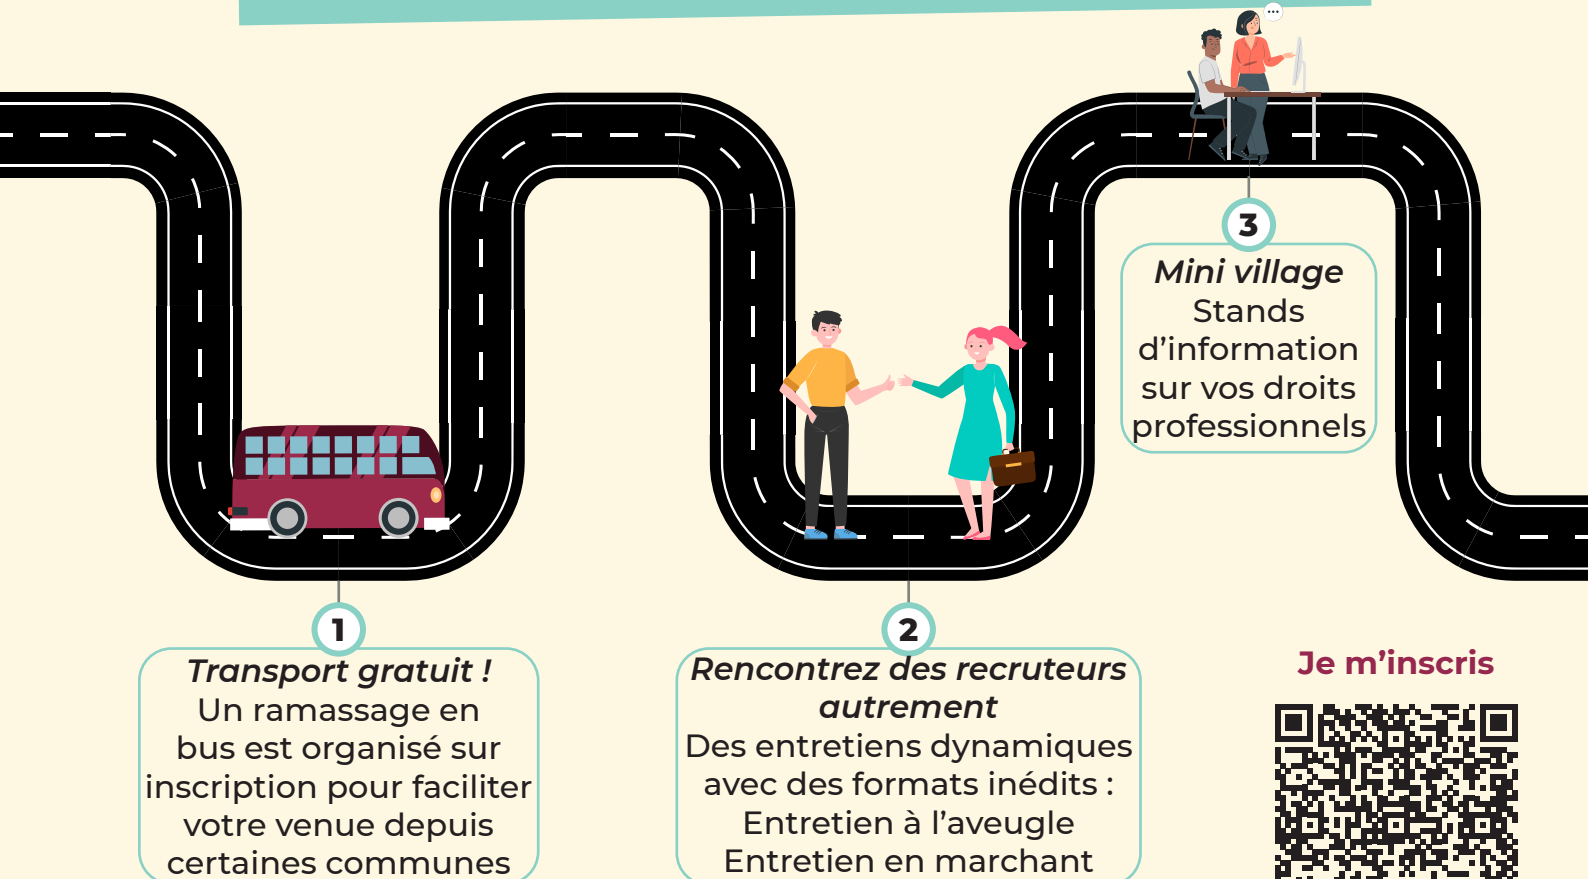 1
Transport gratuit !
Un ramassage en
bus est organisé sur
inscription pour faciliter
votre venue depuis
certaines communes
2
Rencontrez des recruteurs
autrement
Des entretiens dynamiques
avec des formats inédits :
Entretien à l’aveugle
Entretien en marchant
3
Mini village
Stands
d’information
sur vos droits
professionnels
Je m’inscris